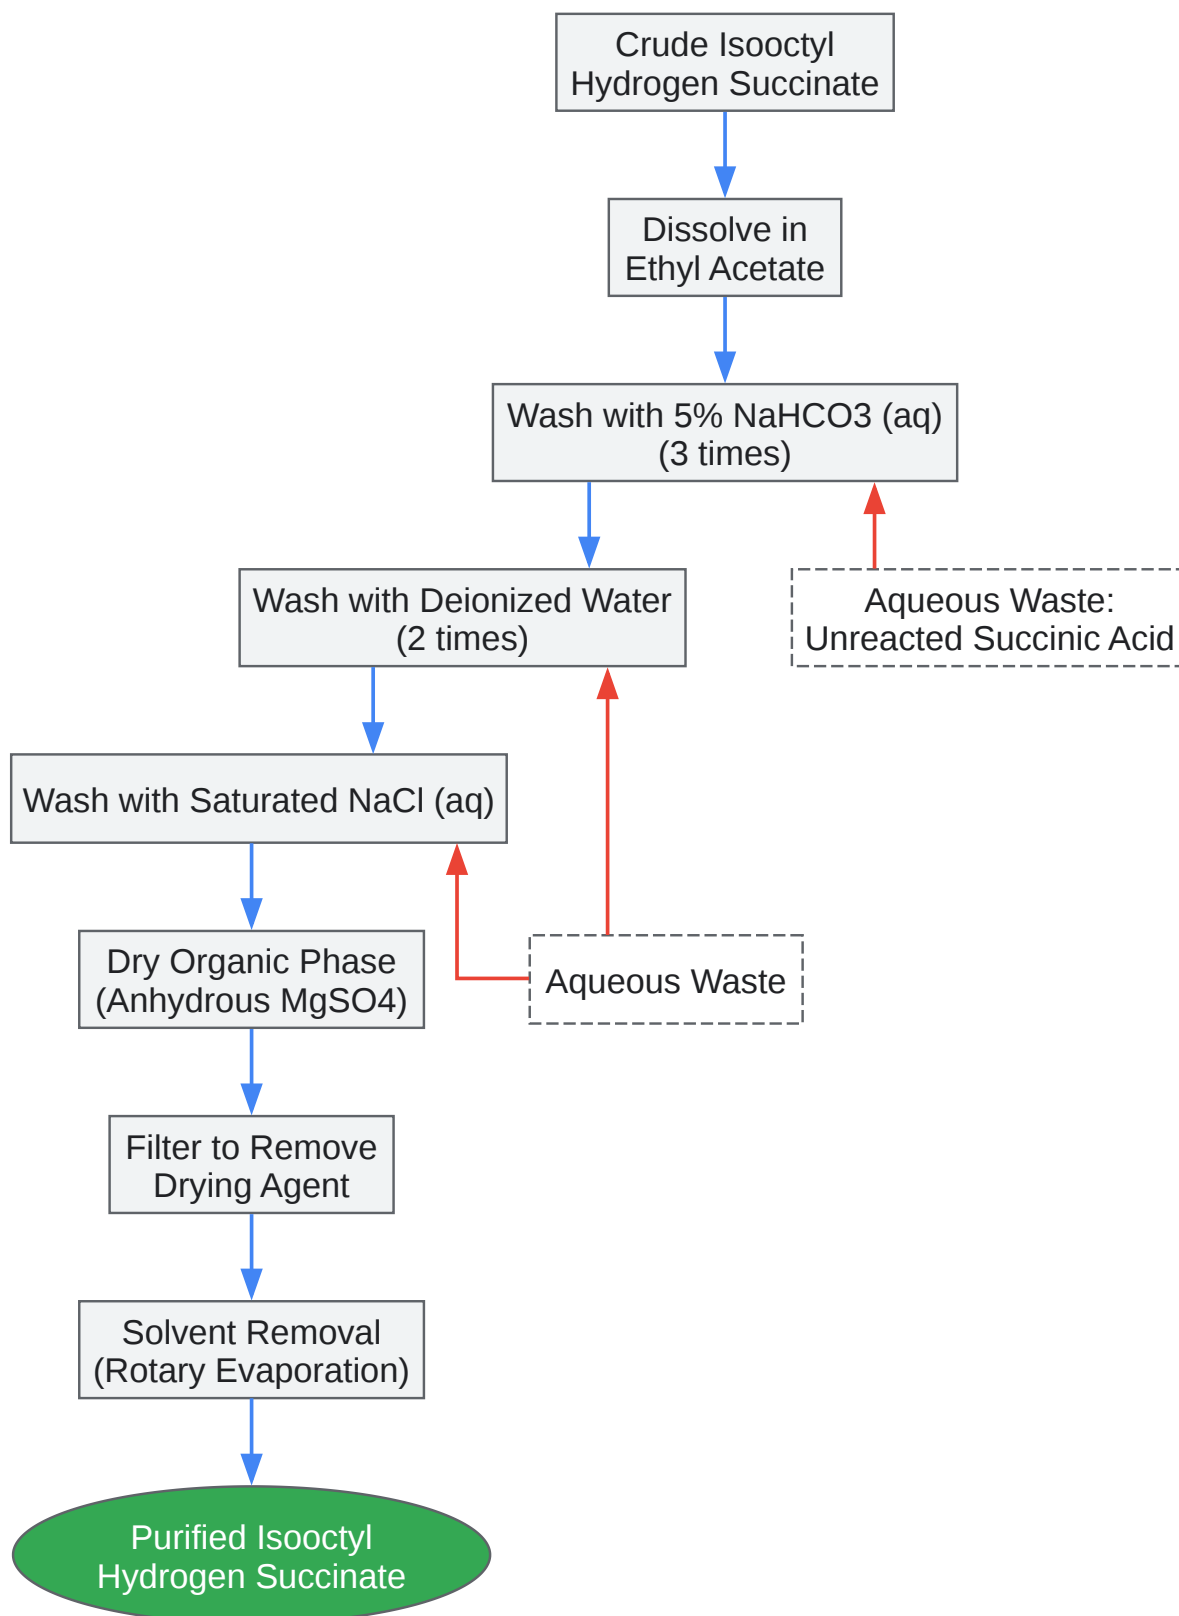 Crude Isooctyl
Hydrogen Succinate
Dissolve in
Ethyl Acetate
Wash with 5% NaHCO3 (aq)
(3 times)
Wash with Deionized Water
(2 times)
Aqueous Waste:
Unreacted Succinic Acid
Wash with Saturated NaCl (aq)
Dry Organic Phase
(Anhydrous MgSO4)
Aqueous Waste
Filter to Remove
Drying Agent
Solvent Removal
(Rotary Evaporation)
Purified Isooctyl
Hydrogen Succinate